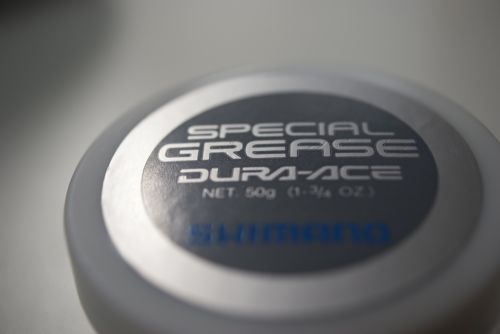 SPECIAL
GREASE
DURA-ACE
NET. 50g (1-3/4 OZ.)
SHIMANO